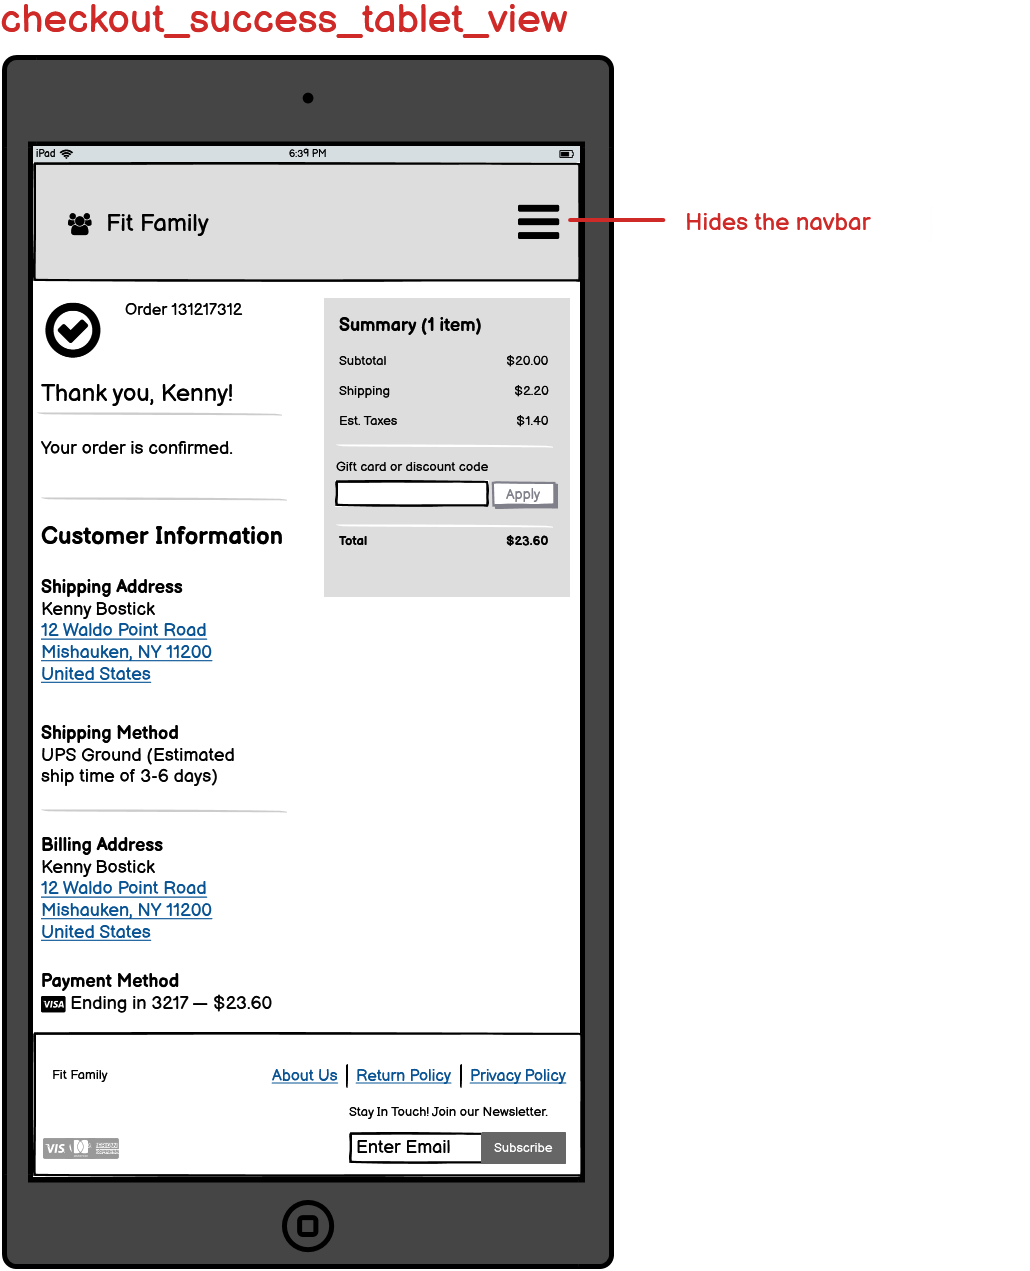 checkout_success_tablet_view
iPad
6:39 PM
Fit Family
Hides the navbar
Order 131217312
Thank you, Kenny!
Your order is confirmed.
Summary (1 item)
Subtotal $20.00
Shipping $2.20
Est. Taxes $1.40
Gift card or discount code
Apply
Total $23.60
Customer Information
Shipping Address
Kenny Bostick
12 Waldo Point Road
Mishauken, NY 11200
United States
Shipping Method
UPS Ground (Estimated
ship time of 3-6 days)
Billing Address
Kenny Bostick
12 Waldo Point Road
Mishauken, NY 11200
United States
Payment Method
VISA Ending in 3217 — $23.60
Fit Family
About Us | Return Policy | Privacy Policy
Stay In Touch! Join our Newsletter.
VIS
Enter Email Subscribe